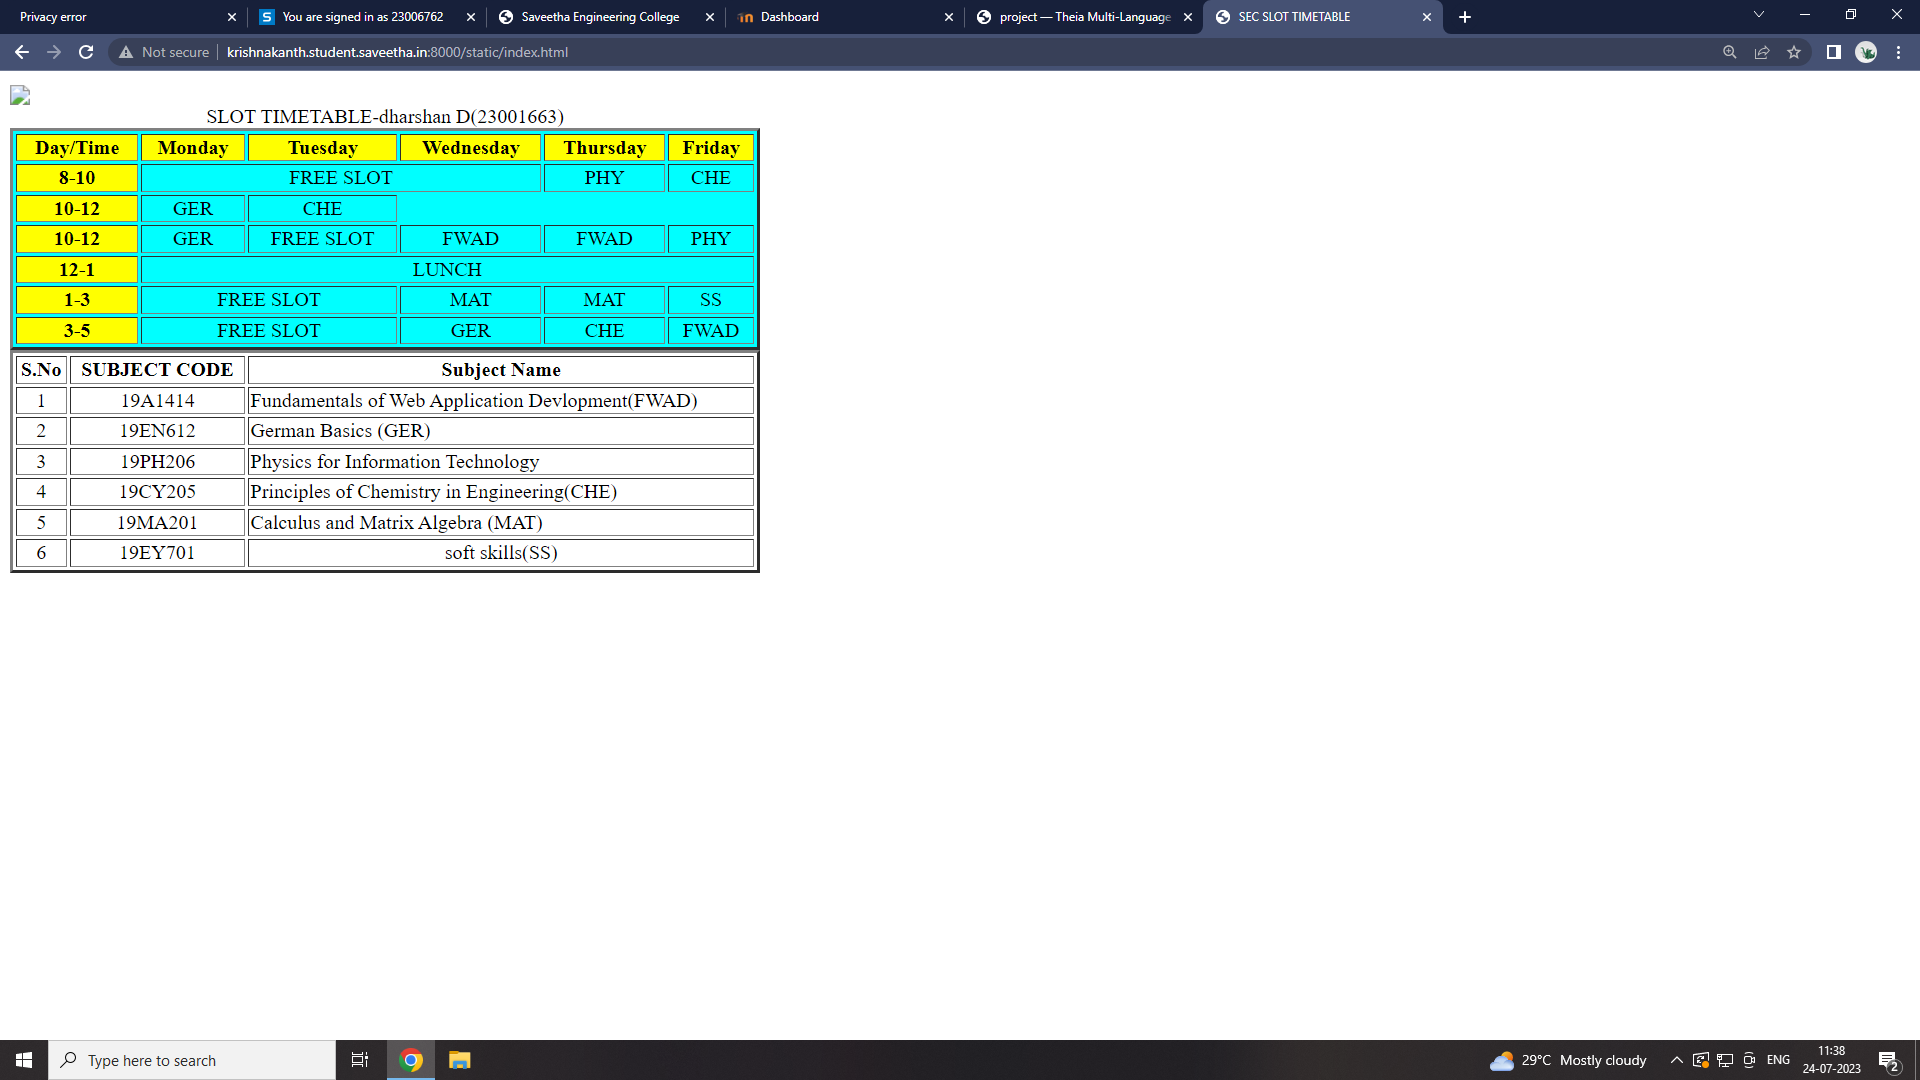 Privacy error
You are signed in as 23006762
Saveetha Engineering College
Dashboard
project — Theia Multi-Language
SEC SLOT TIMETABLE
Not secure
krishnakanth.student.saveetha.in:8000/static/index.html
SLOT TIMETABLE-dharshan D(23001663)
Day/Time Monday Tuesday Wednesday Thursday Friday
8-10 FREE SLOT PHY CHE
10-12 GER CHE
10-12 GER FREE SLOT FWAD FWAD PHY
12-1 LUNCH
1-3 FREE SLOT MAT MAT SS
3-5 FREE SLOT GER CHE FWAD
S.No SUBJECT CODE Subject Name
1 19A1414 Fundamentals of Web Application Devlopment(FWAD)
2 19EN612 German Basics (GER)
3 19PH206 Physics for Information Technology
4 19CY205 Principles of Chemistry in Engineering(CHE)
5 19MA201 Calculus and Matrix Algebra (MAT)
6 19EY701 soft skills(SS)
Type here to search
29°C Mostly cloudy
ENG
11:38
24-07-2023
2